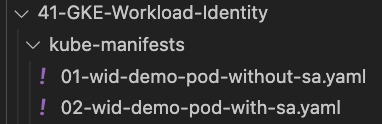 41-GKE-Workload-Identity
kube-manifests
! 01-wid-demo-pod-without-sa.yaml
! 02-wid-demo-pod-with-sa.yaml